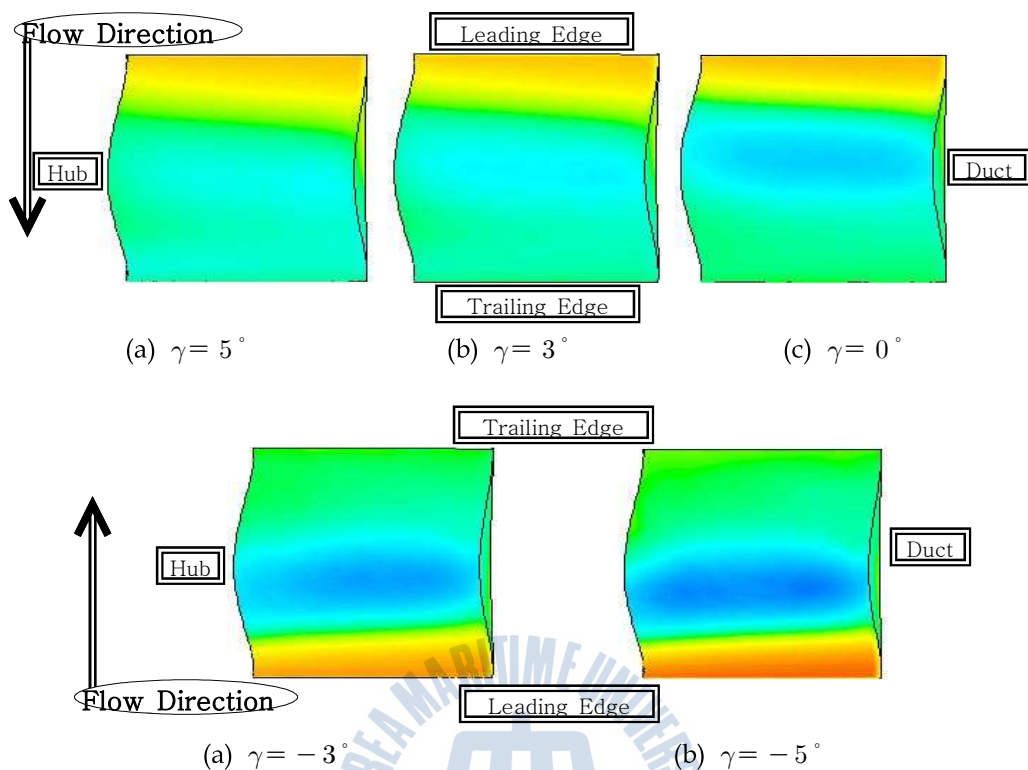 Flow Direction
Leading Edge
Hub
Duct
Trailing Edge
(a) γ= 5°
(b) γ= 3°
(c) γ= 0°
Trailing Edge
Hub
Duct
Flow Direction
Leading Edge
(a) γ= −3°
(b) γ= −5°